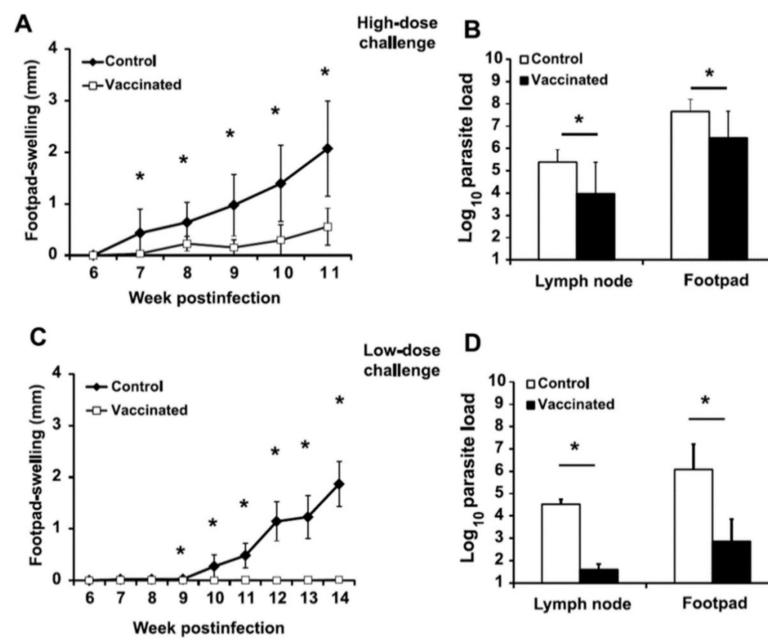 A
High-dose
challenge
B
Control
Vaccinated
Footpad-swelling (mm)
4
3
2
1
0
*
*
*
*
*
6 7 8 9 10 11
Week postinfection
Control
Vaccinated
Log10 parasite load
10
9
8
7
6
5
4
3
2
1
*
*
Lymph node Footpad
C
Low-dose
challenge
D
Control
Vaccinated
Footpad-swelling (mm)
4
3
2
1
0
*
*
*
*
*
*
6 7 8 9 10 11 12 13 14
Week postinfection
Control
Vaccinated
Log10 parasite load
10
9
8
7
6
5
4
3
2
1
*
*
Lymph node Footpad